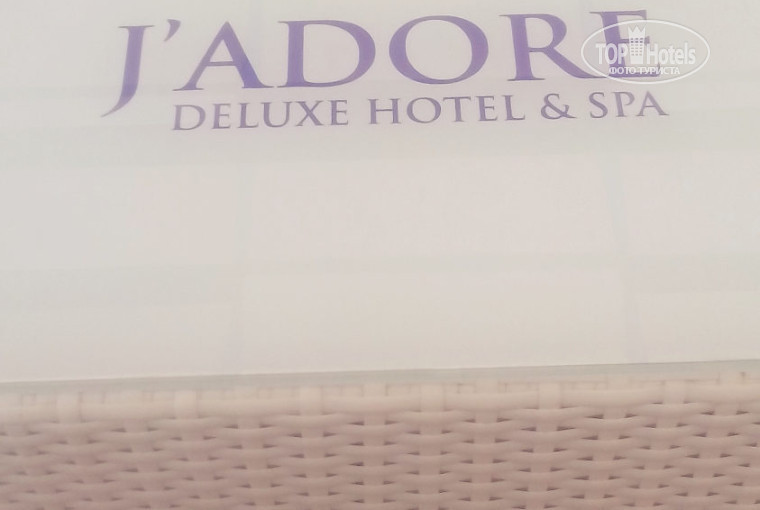 J'ADORE
DELUXE HOTEL & SPA
TOP Hotels
ФОТО ТУРИСТА